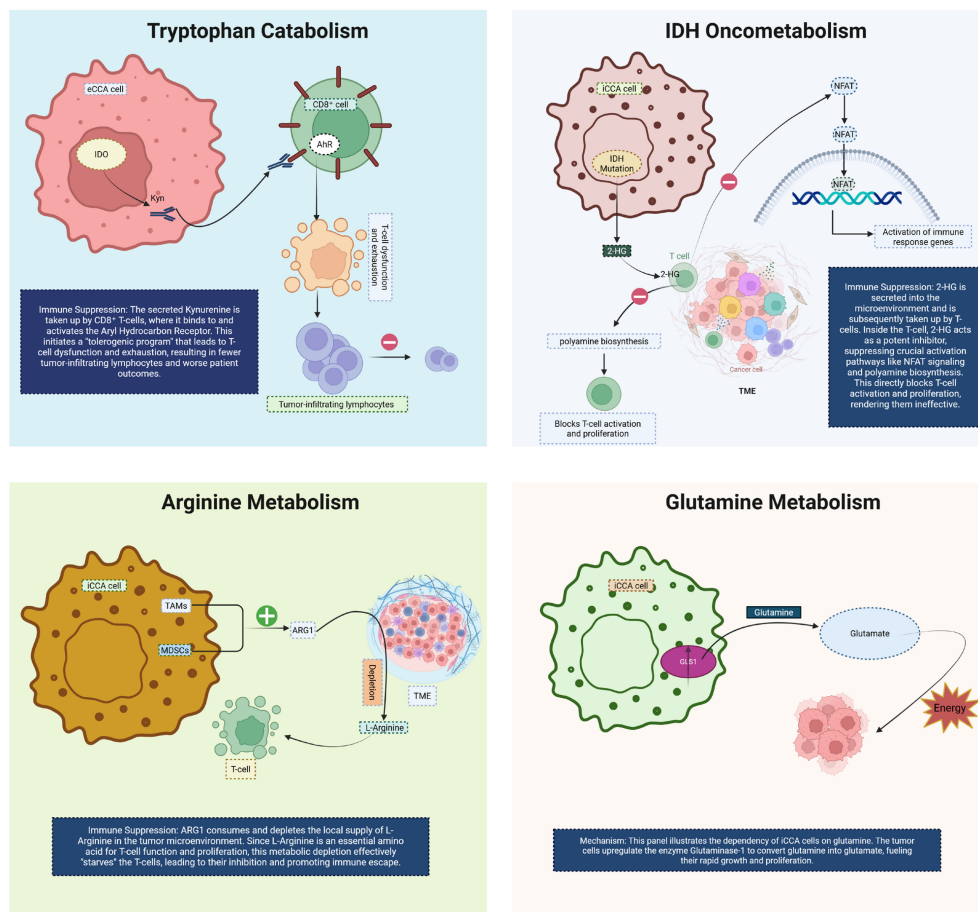 Tryptophan Catabolism
eCCA cell
IDO
Kyn
CD8⁺ cell
AhR
T-cell dysfunction
and exhaustion
Immune Suppression: The secreted Kynurenine is
taken up by CD8⁺ T-cells, where it binds to and
activates the Aryl Hydrocarbon Receptor. This
initiates a "tolerogenic program" that leads to T-
cell dysfunction and exhaustion, resulting in fewer
tumor-infiltrating lymphocytes and worse patient
outcomes.
Tumor-infiltrating lymphocytes
IDH Oncometabolism
iCCA cell
IDH
Mutation
2-HG
T cell
2-HG
polyamine biosynthesis
Blocks T-cell activation
and proliferation
Cancer cell
TME
NFAT
NFAT
NFAT
Activation of immune
response genes
Immune Suppression: 2-HG is
secreted into the
microenvironment and is
subsequently taken up by T-
cells. Inside the T-cell, 2-HG acts
as a potent inhibitor,
suppressing crucial activation
pathways like NFAT signaling
and polyamine biosynthesis.
This directly blocks T-cell
activation and proliferation,
rendering them ineffective.
Arginine Metabolism
iCCA cell
TAMs
MDSCs
ARG1
Depletion
TME
L-Arginine
T-cell
Immune Suppression: ARG1 consumes and depletes the local supply of L-
Arginine in the tumor microenvironment. Since L-Arginine is an essential amino
acid for T-cell function and proliferation, this metabolic depletion effectively
"starves" the T-cells, leading to their inhibition and promoting immune escape.
Glutamine Metabolism
iCCA cell
GLS1
Glutamine
Glutamate
Energy
Mechanism: This panel illustrates the dependency of iCCA cells on glutamine. The tumor
cells upregulate the enzyme Glutaminase-1 to convert glutamine into glutamate, fueling
their rapid growth and proliferation.